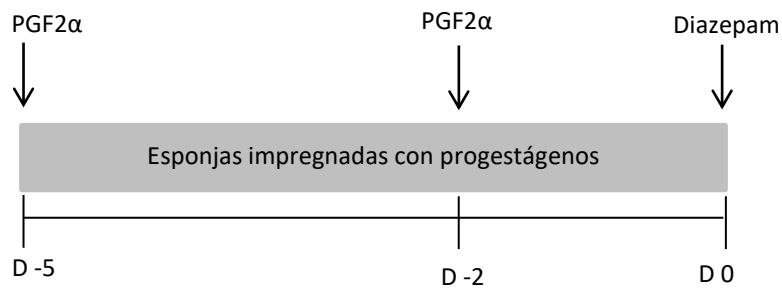 PGF2α PGF2α Diazepam
Esponjas impregnadas con progestágenos
D -5 D -2 D 0